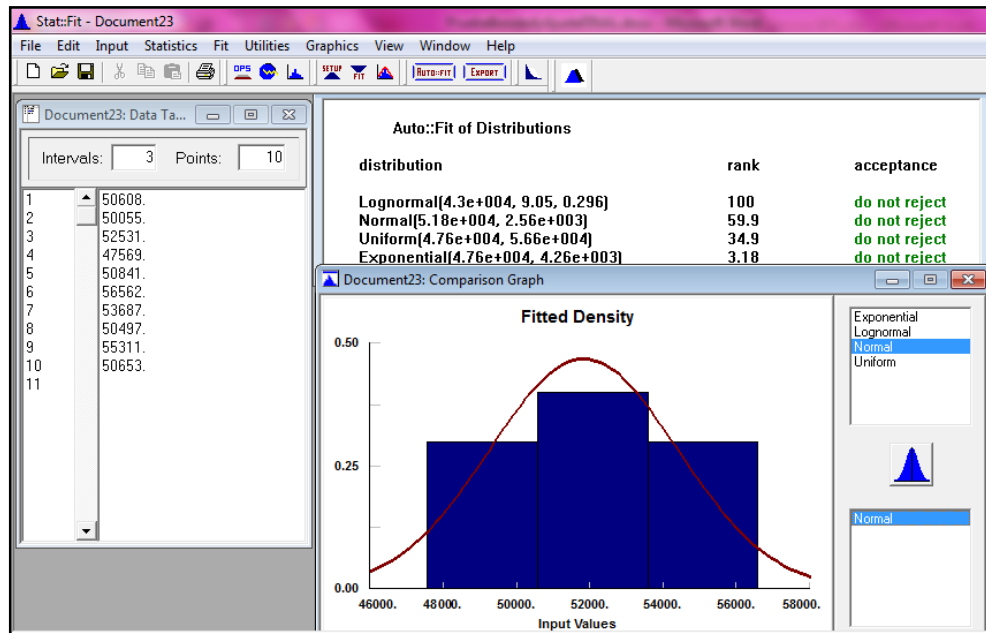 Stat::Fit - Document23
File Edit Input Statistics Fit Utilities Graphics View Window Help
OPS SETUP FIT AUTO::FIT EXPORT
Document23: Data Ta...
Intervals: 3 Points: 10
1 50608.
2 50055.
3 52531.
4 47569.
5 50841.
6 56562.
7 53687.
8 50497.
9 55311.
10 50653.
11
Auto::Fit of Distributions
distribution rank acceptance
Lognormal(4.3e+004, 9.05, 0.296) 100 do not reject
Normal(5.18e+004, 2.56e+003) 59.9 do not reject
Uniform(4.76e+004, 5.66e+004) 34.9 do not reject
Exponential(4.76e+004, 4.26e+003) 3.18 do not reject
Document23: Comparison Graph
Fitted Density
0.50
0.25
0.00
46000. 48000. 50000. 52000. 54000. 56000. 58000.
Input Values
Exponential
Lognormal
Normal
Uniform
Normal